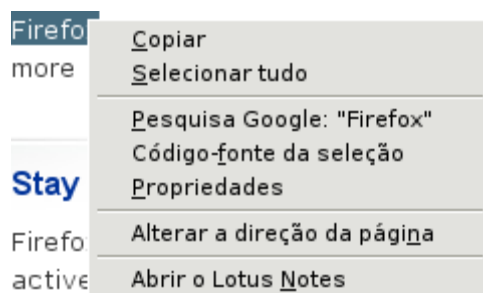 Firefo
more
Stay
Firefo
active
Copiar
Selecionar tudo
Pesquisa Google: "Firefox"
Código-fonte da seleção
Propriedades
Alterar a direção da página
Abrir o Lotus Notes